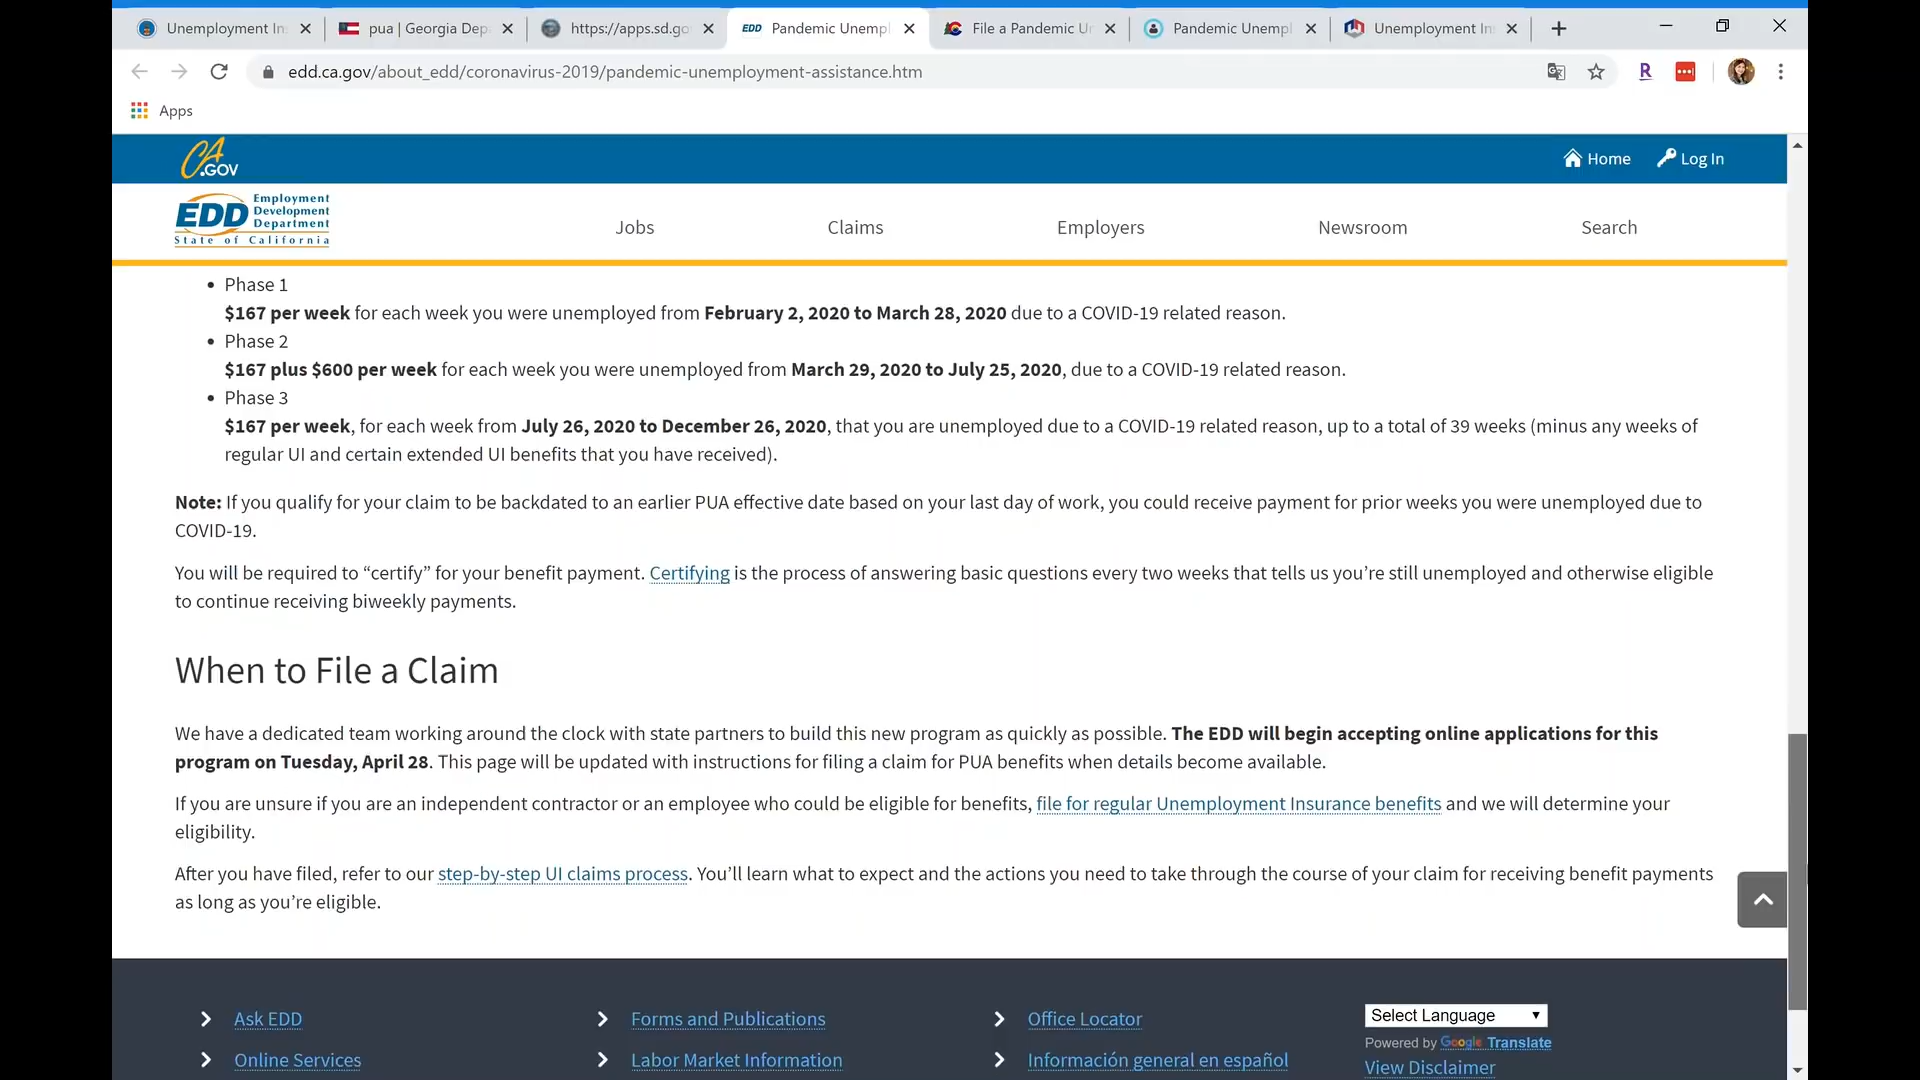 Unemployment In
pua | Georgia Dep
https://apps.sd.go
EDD Pandemic Unempl
File a Pandemic Un
Pandemic Unempl
Unemployment In
edd.ca.gov/about_edd/coronavirus-2019/pandemic-unemployment-assistance.htm
R
Apps
CA.GOV
Home
Log In
EDD Employment
Development
Department
State of California
Jobs
Claims
Employers
Newsroom
Search
Phase 1
$167 per week for each week you were unemployed from February 2, 2020 to March 28, 2020 due to a COVID-19 related reason.
Phase 2
$167 plus $600 per week for each week you were unemployed from March 29, 2020 to July 25, 2020, due to a COVID-19 related reason.
Phase 3
$167 per week, for each week from July 26, 2020 to December 26, 2020, that you are unemployed due to a COVID-19 related reason, up to a total of 39 weeks (minus any weeks of
regular UI and certain extended UI benefits that you have received).
Note: If you qualify for your claim to be backdated to an earlier PUA effective date based on your last day of work, you could receive payment for prior weeks you were unemployed due to
COVID-19.
You will be required to “certify” for your benefit payment. Certifying is the process of answering basic questions every two weeks that tells us you’re still unemployed and otherwise eligible
to continue receiving biweekly payments.
When to File a Claim
We have a dedicated team working around the clock with state partners to build this new program as quickly as possible. The EDD will begin accepting online applications for this
program on Tuesday, April 28. This page will be updated with instructions for filing a claim for PUA benefits when details become available.
If you are unsure if you are an independent contractor or an employee who could be eligible for benefits, file for regular Unemployment Insurance benefits and we will determine your
eligibility.
After you have filed, refer to our step-by-step UI claims process. You’ll learn what to expect and the actions you need to take through the course of your claim for receiving benefit payments
as long as you’re eligible.
Ask EDD
Forms and Publications
Office Locator
Select Language
Powered by Google Translate
Online Services
Labor Market Information
Información general en español
View Disclaimer